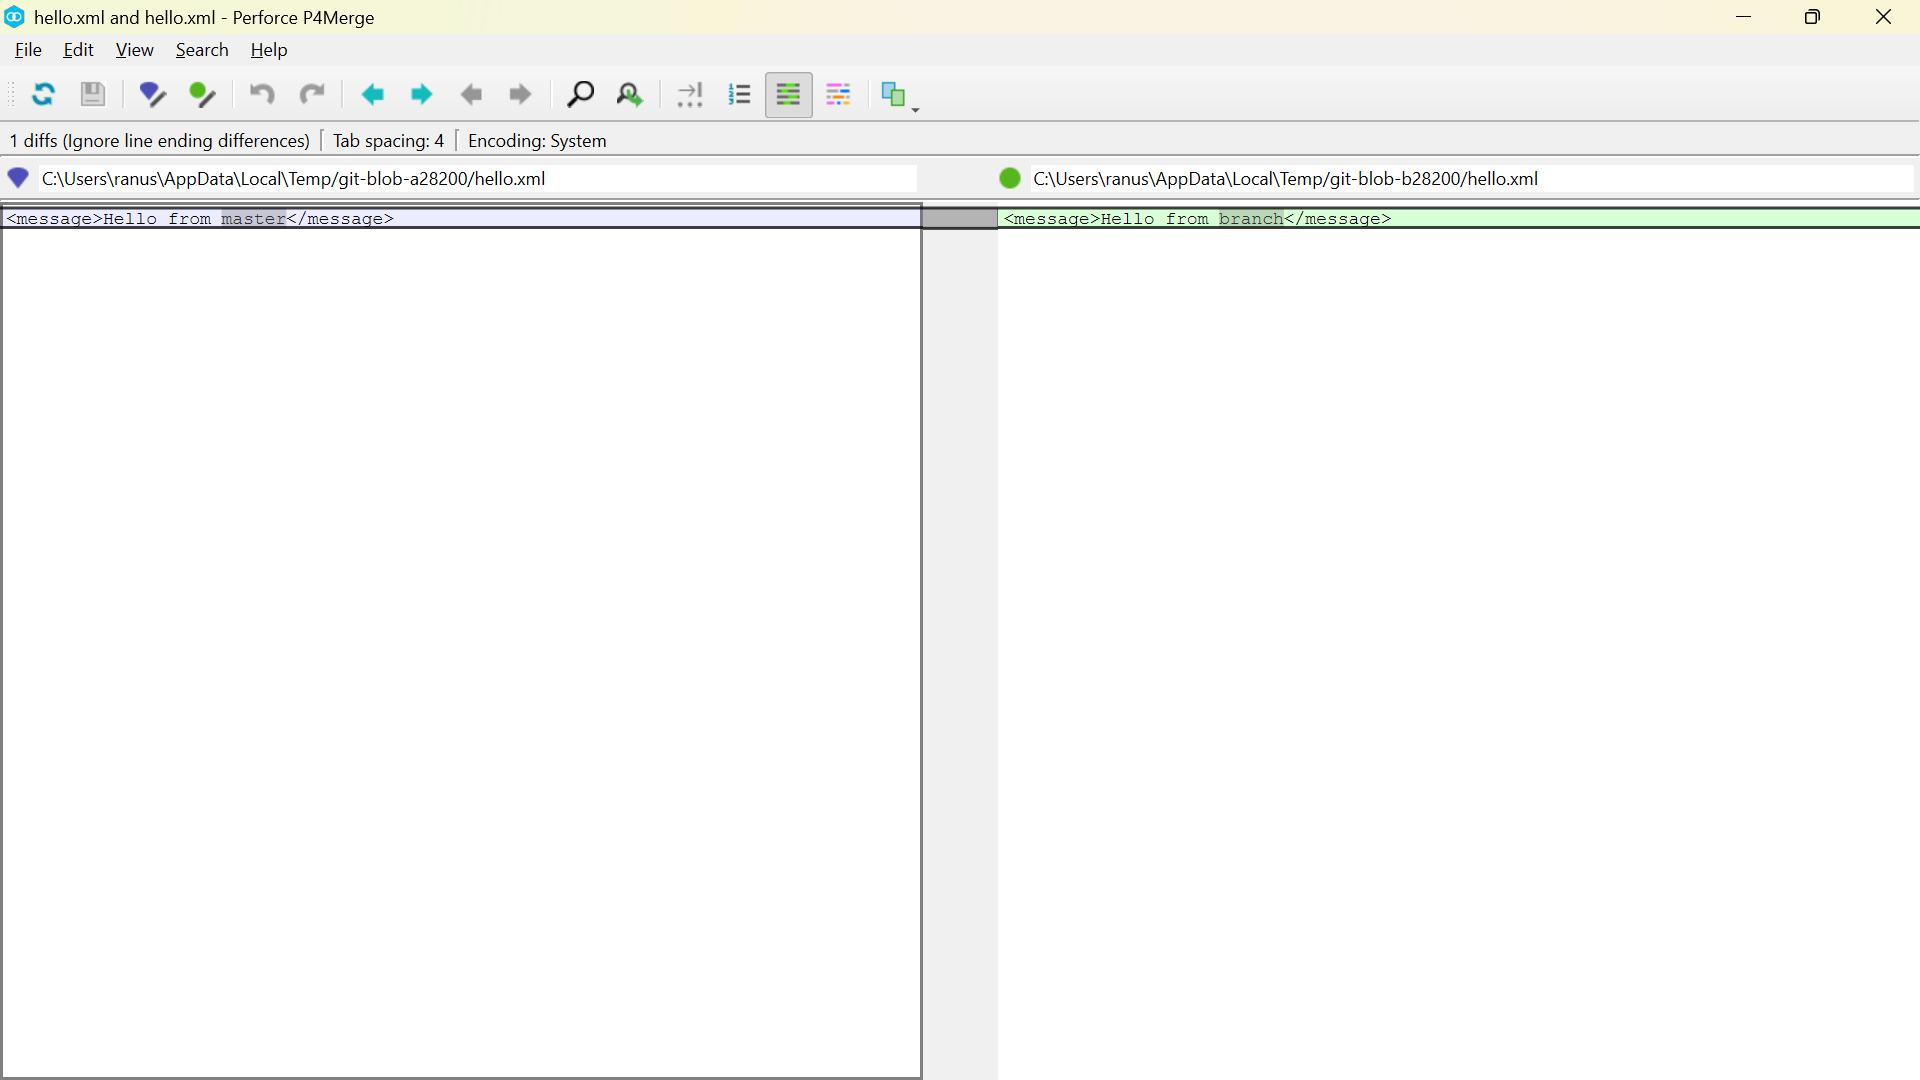 hello.xml and hello.xml - Perforce P4Merge
File Edit View Search Help
1 diffs (Ignore line ending differences) Tab spacing: 4 Encoding: System
C:\Users\ranus\AppData\Local\Temp/git-blob-a28200/hello.xml
C:\Users\ranus\AppData\Local\Temp/git-blob-b28200/hello.xml
<message>Hello from master</message>
<message>Hello from branch</message>